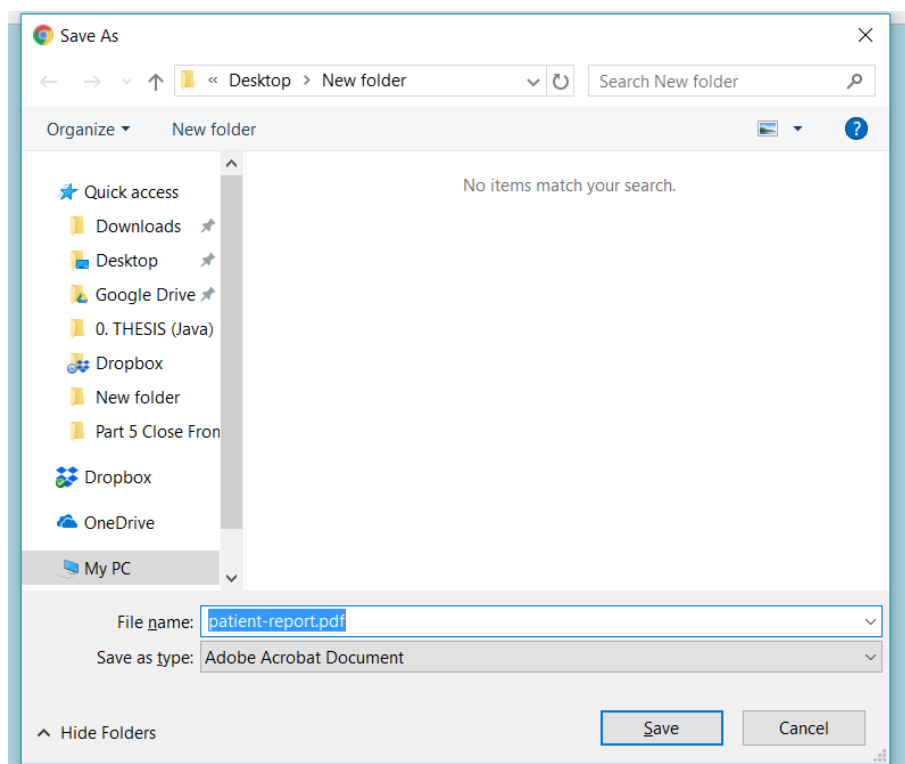 Save As
« Desktop > New folder
Search New folder
Organize
New folder
?
No items match your search.
Quick access
Downloads
Desktop
Google Drive
0. THESIS (Java)
Dropbox
New folder
Part 5 Close Fron
Dropbox
OneDrive
My PC
File name: patient-report.pdf
Save as type: Adobe Acrobat Document
Hide Folders
Save
Cancel